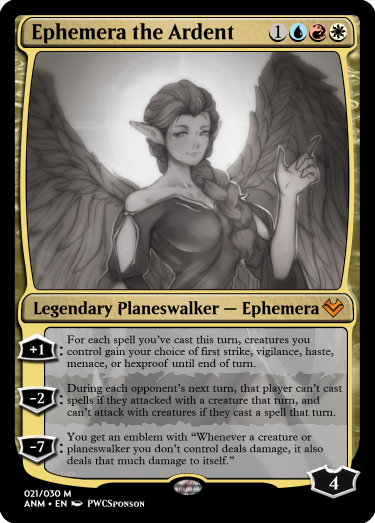 Ephemera the Ardent 1
Legendary Planeswalker — Ephemera
+1: For each spell you've cast this turn, creatures you
control gain your choice of first strike, vigilance, haste,
menace, or hexproof until end of turn.
−2: During each opponent's next turn, that player can't cast
spells if they attacked with a creature that turn, and
can't attack with creatures if they cast a spell that turn.
−7: You get an emblem with “Whenever a creature or
planeswalker you don't control deals damage, it also
deals that much damage to itself.”
4
021/030 M
ANM • EN PWCSponson